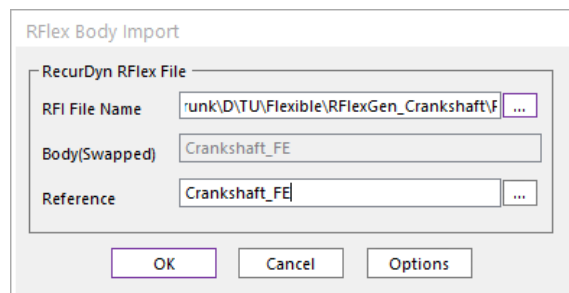 RFlex Body Import
RecurDyn RFlex File
RFI File Name runk\D\TU\Flexible\RFlexGen_Crankshaft\F ...
Body(Swapped) Crankshaft_FE
Reference Crankshaft_FE ...
OK Cancel Options